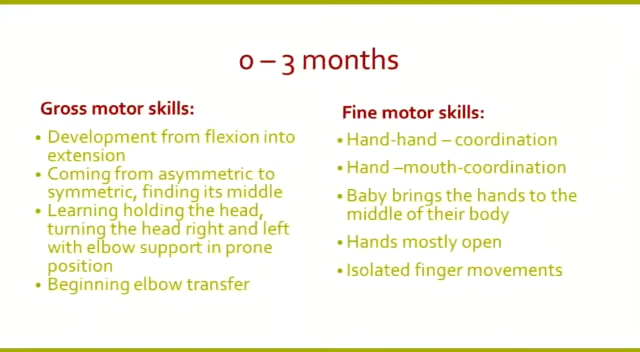 0 – 3 months
Gross motor skills:
• Development from flexion into
extension
• Coming from asymmetric to
symmetric, finding its middle
• Learning holding the head,
turning the head right and left
with elbow support in prone
position
• Beginning elbow transfer
Fine motor skills:
• Hand-hand – coordination
• Hand –mouth-coordination
• Baby brings the hands to the
middle of their body
• Hands mostly open
• Isolated finger movements